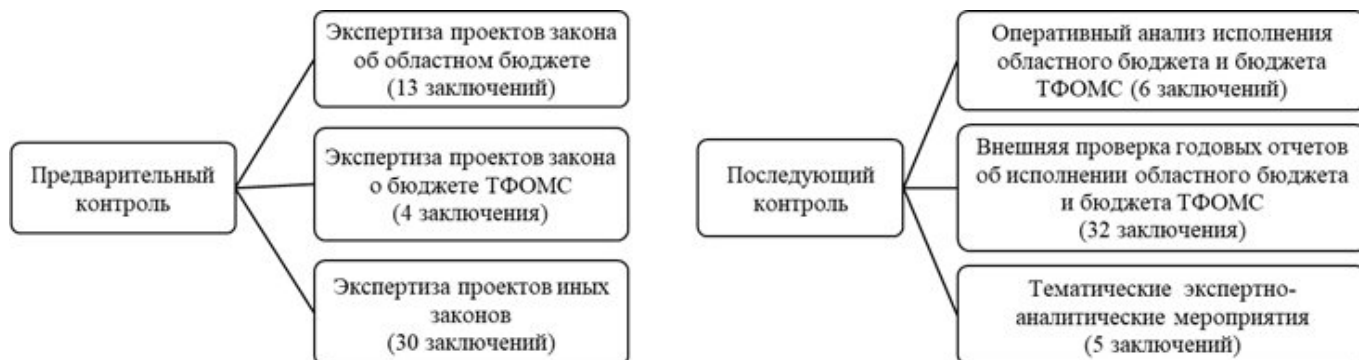 Предварительный
контроль
Экспертиза проектов закона
об областном бюджете
(13 заключений)
Экспертиза проектов закона
о бюджете ТФОМС
(4 заключения)
Экспертиза проектов иных
законов
(30 заключений)
Последующий
контроль
Оперативный анализ исполнения
областного бюджета и бюджета
ТФОМС (6 заключений)
Внешняя проверка годовых отчетов
об исполнении областного бюджета
и бюджета ТФОМС
(32 заключения)
Тематические экспертно-
аналитические мероприятия
(5 заключений)